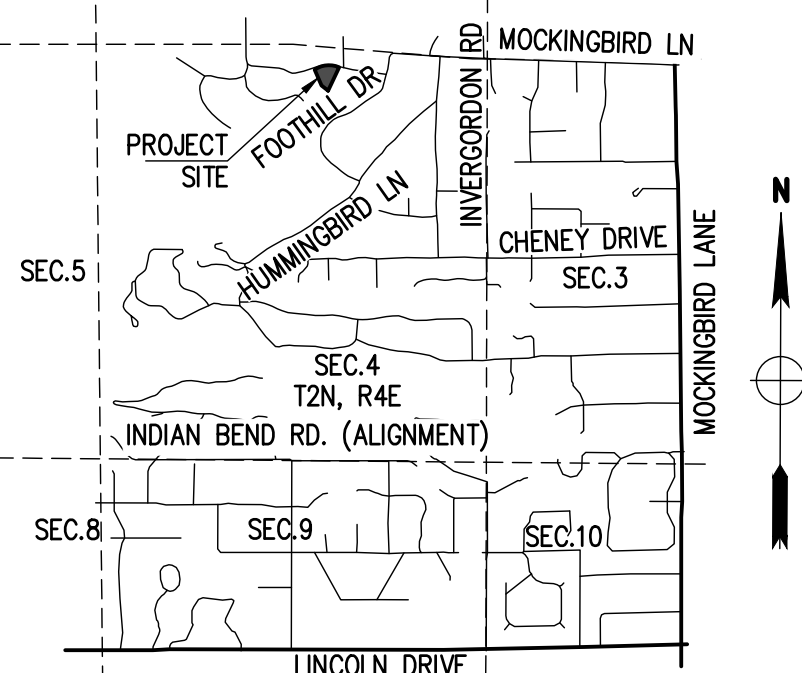 MOCKINGBIRD LN
INVERGORDON RD
FOOTHILL DR
PROJECT
SITE
N
HUMMINGBIRD LN
CHENEY DRIVE
MOCKINGBIRD LANE
SEC.5
SEC.3
SEC.4
T2N, R4E
INDIAN BEND RD. (ALIGNMENT)
SEC.8
SEC.9
SEC.10
LINCOLN DRIVE